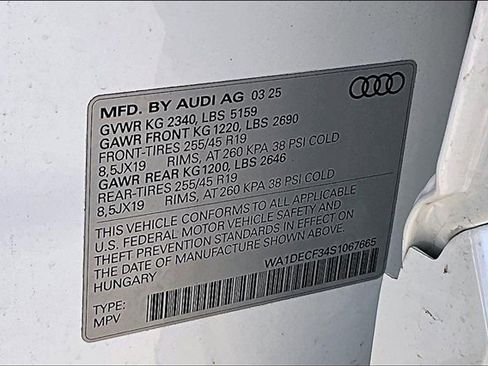 MFD. BY AUDI AG 03 25
GVWR KG 2340, LBS 5159
GAWR FRONT KG1220, LBS 2690
FRONT-TIRES 255/45 R19
8,5JX19 RIMS, AT 260 KPA 38 PSI COLD
GAWR REAR KG1200, LBS 2646
REAR-TIRES 255/45 R19
8,5JX19 RIMS, AT 260 KPA 38 PSI COLD
THIS VEHICLE CONFORMS TO ALL APPLICABLE
U.S. FEDERAL MOTOR VEHICLE SAFETY AND
THEFT PREVENTION STANDARDS IN EFFECT ON
THE DATE OF MANUFACTURE SHOWN ABOVE.
HUNGARY WA1DECF34S1067665
TYPE:
MPV